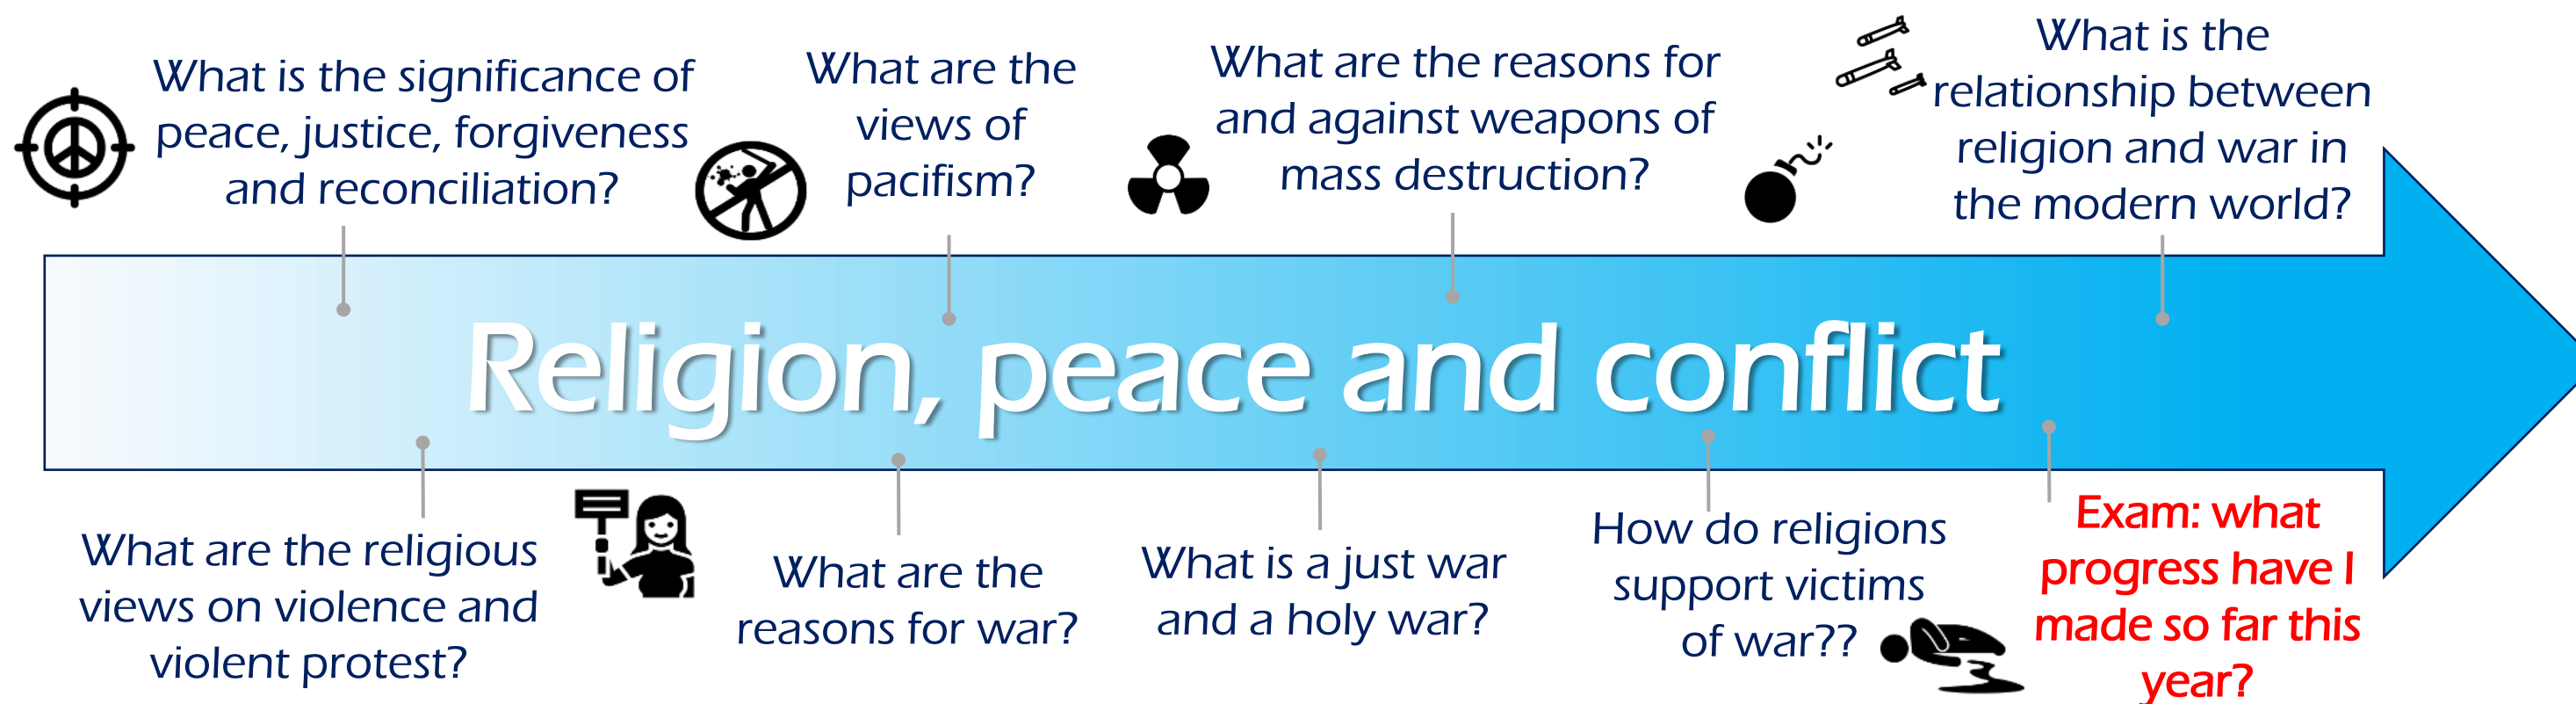 What is the significance of
peace, justice, forgiveness
and reconciliation?
What are the
views of
pacifism?
What are the reasons for
and against weapons of
mass destruction?
What is the
relationship between
religion and war in
the modern world?
Religion, peace and conflict
What are the religious
views on violence and
violent protest?
What are the
reasons for war?
What is a just war
and a holy war?
How do religions
support victims
of war??
Exam: what
progress have I
made so far this
year?